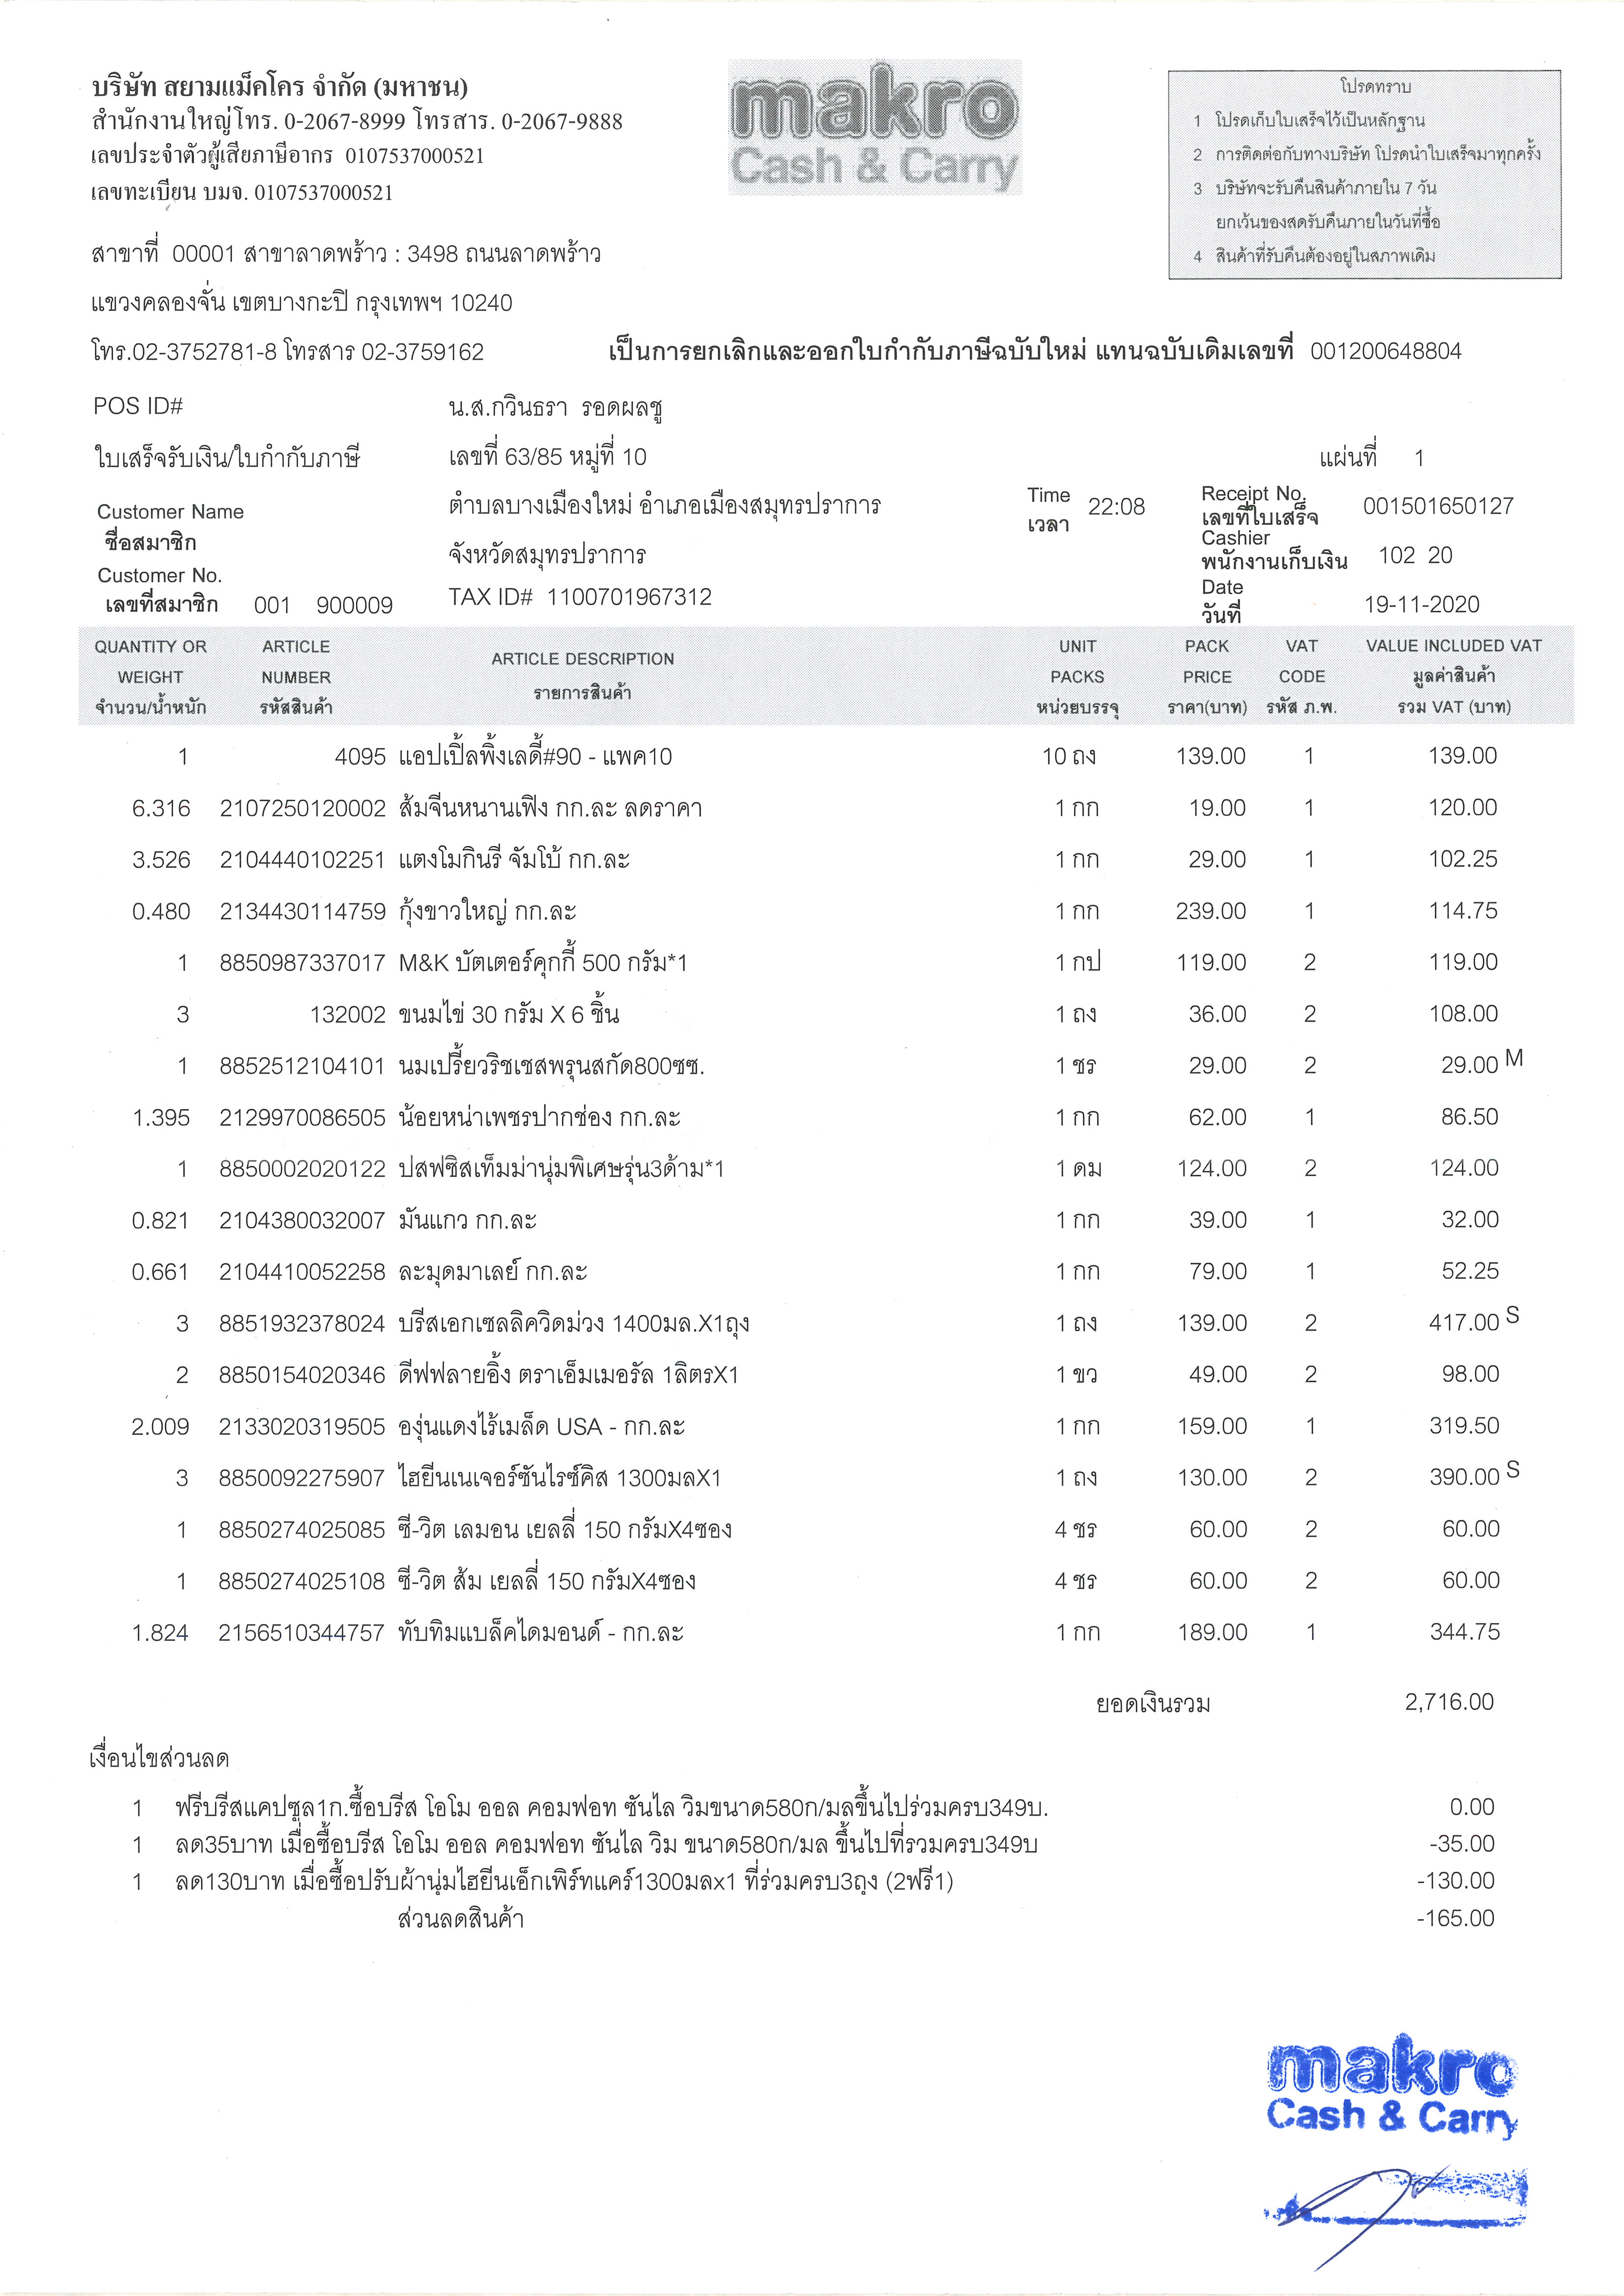 บริษัท สยามแม็คโคร จำกัด (มหาชน)
สำนักงานใหญ่โทร. 0-2067-8999 โทรสาร. 0-2067-9888
เลขประจำตัวผู้เสียภาษีอากร 0107537000521
เลขทะเบียน บมจ. 0107537000521
makro
Cash & Carry
โปรดทราบ
1 โปรดเก็บใบเสร็จไว้เป็นหลักฐาน
2 การติดต่อกับทางบริษัท โปรดนำใบเสร็จมาทุกครั้ง
3 บริษัทจะรับคืนสินค้าภายใน 7 วัน
ยกเว้นของสดรับคืนภายในวันที่ซื้อ
4 สินค้าที่รับคืนต้องอยู่ในสภาพเดิม
สาขาที่ 00001 สาขาลาดพร้าว : 3498 ถนนลาดพร้าว
แขวงคลองจั่น เขตบางกะปิ กรุงเทพฯ 10240
โทร.02-3752781-8 โทรสาร 02-3759162 เป็นการยกเลิกและออกใบกำกับภาษีฉบับใหม่ แทนฉบับเดิมเลขที่ 001200648804
POS ID# น.ส.กวินธรา รอดผลชู
ใบเสร็จรับเงิน/ใบกำกับภาษี เลขที่ 63/85 หมู่ที่ 10 แผ่นที่ 1
Customer Name
ชื่อสมาชิก
ตำบลบางเมืองใหม่ อำเภอเมืองสมุทรปราการ
จังหวัดสมุทรปราการ
Time
เวลา 22:08
Receipt No.
เลขที่ใบเสร็จ 001501650127
Cashier
พนักงานเก็บเงิน 102 20
Customer No.
เลขที่สมาชิก 001 900009
TAX ID# 1100701967312
Date
วันที่ 19-11-2020
QUANTITY OR ARTICLE ARTICLE DESCRIPTION UNIT PACK VAT VALUE INCLUDED VAT
WEIGHT NUMBER รายการสินค้า PACKS PRICE CODE มูลค่าสินค้า
จำนวน/น้ำหนัก รหัสสินค้า หน่วยบรรจุ ราคา(บาท) รหัส ภ.พ. รวม VAT (บาท)
1 4095 แอปเปิ้ลพิ้งเลดี้#90 - แพค10 10 ถง 139.00 1 139.00
6.316 2107250120002 ส้มจีนหนานเฟิง กก.ละ ลดราคา 1 กก 19.00 1 120.00
3.526 2104440102251 แตงโมกินรี จัมโบ้ กก.ละ 1 กก 29.00 1 102.25
0.480 2134430114759 กุ้งขาวใหญ่ กก.ละ 1 กก 239.00 1 114.75
1 8850987337017 M&K บัตเตอร์คุกกี้ 500 กรัม*1 1 กป 119.00 2 119.00
3 132002 ขนมไข่ 30 กรัม X 6 ชิ้น 1 ถง 36.00 2 108.00
1 8852512104101 นมเปรี้ยวริชเชสพรุนสกัด800ซซ. 1 ชร 29.00 2 29.00 M
1.395 2129970086505 น้อยหน่าเพชรปากช่อง กก.ละ 1 กก 62.00 1 86.50
1 8850002020122 ปสฟซิสเท็มม่านุ่มพิเศษรุ่น3ด้าม*1 1 ดม 124.00 2 124.00
0.821 2104380032007 มันแกว กก.ละ 1 กก 39.00 1 32.00
0.661 2104410052258 ละมุดมาเลย์ กก.ละ 1 กก 79.00 1 52.25
3 8851932378024 บรีสเอกเซลลิควิดม่วง 1400มล.X1ถุง 1 ถง 139.00 2 417.00 S
2 8850154020346 ดีฟฟลายอิ้ง ตราเอ็มเมอรัล 1ลิตรX1 1 ขว 49.00 2 98.00
2.009 2133020319505 องุ่นแดงไร้เมล็ด USA - กก.ละ 1 กก 159.00 1 319.50
3 8850092275907 ไฮยีนเนเจอร์ซันไรซ์คิส 1300มลX1 1 ถง 130.00 2 390.00 S
1 8850274025085 ซี-วิต เลมอน เยลลี่ 150 กรัมX4ซอง 4 ชร 60.00 2 60.00
1 8850274025108 ซี-วิต ส้ม เยลลี่ 150 กรัมX4ซอง 4 ชร 60.00 2 60.00
1.824 2156510344757 ทับทิมแบล็คไดมอนด์ - กก.ละ 1 กก 189.00 1 344.75
ยอดเงินรวม 2,716.00
เงื่อนไขส่วนลด
1 ฟรีบรีสแคปซูล1ก.ซื้อบรีส โอโม ออล คอมฟอท ซันไล วิมขนาด580ก/มลขึ้นไปร่วมครบ349บ. 0.00
1 ลด35บาท เมื่อซื้อบรีส โอโม ออล คอมฟอท ซันไล วิม ขนาด580ก/มล ขึ้นไปที่รวมครบ349บ -35.00
1 ลด130บาท เมื่อซื้อปรับผ้านุ่มไฮยีนเอ็กเพิร์ทแคร์1300มลx1 ที่ร่วมครบ3ถุง (2ฟรี1) -130.00
ส่วนลดสินค้า -165.00
makro
Cash & Carry